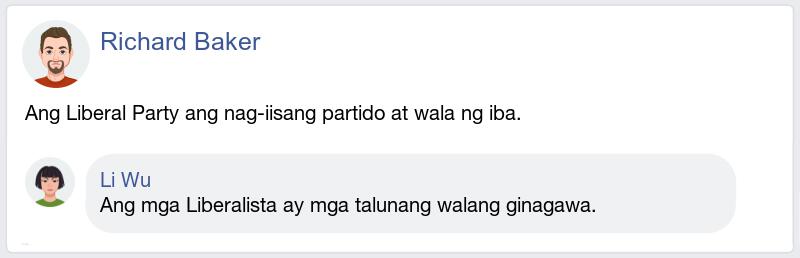 Richard Baker
Ang Liberal Party ang nag-iisang partido at wala ng iba.
Li Wu
Ang mga Liberalista ay mga talunang walang ginagawa.